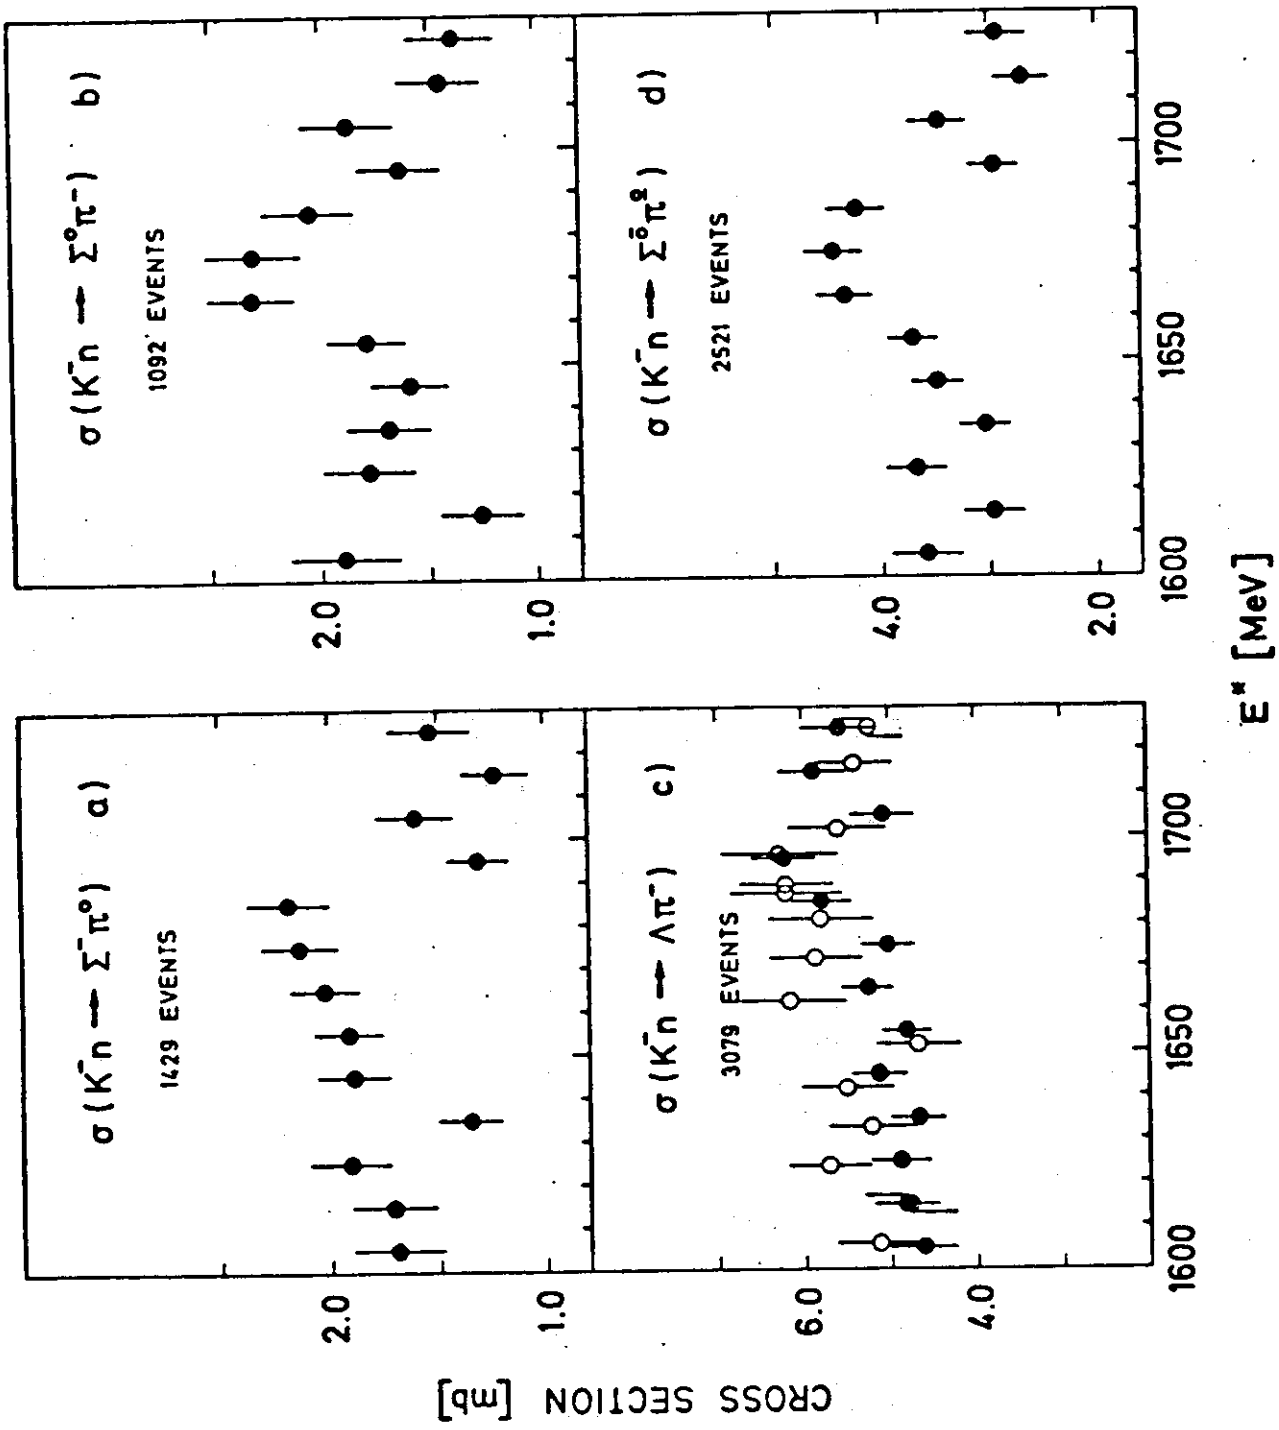 CROSS SECTION [mb]
σ(K⁻n → Σ⁻π⁰) a)
1429 EVENTS
2.0
1.0
σ(K⁻n → Σ⁰π⁻) b)
1092 EVENTS
2.0
1.0
σ(K⁻n → Λπ⁻) c)
3079 EVENTS
6.0
4.0
1600
1650
1700
σ(K⁻n → Σ⁻⁰π⁰⁻) d)
2521 EVENTS
4.0
2.0
1600
1650
1700
E* [MeV]